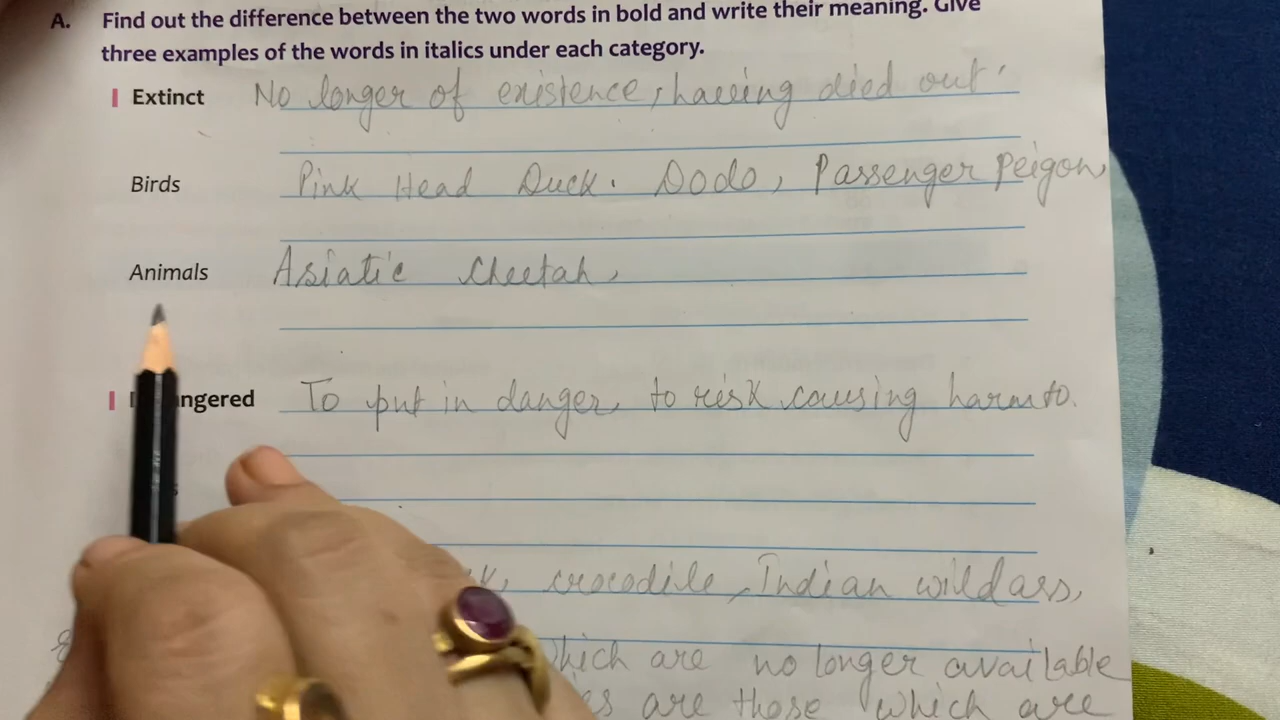 A. Find out the difference between the two words in bold and write their meaning. Give
three examples of the words in italics under each category.
Extinct No longer of existence, having died out.
Birds Pink Head Duck. Dodo, Passenger Peigon,
Animals Asiatic Cheetah,
ngered To put in danger, to risk causing harm to.
crocodile, Indian wild ass,
which are no longer available
are those which are